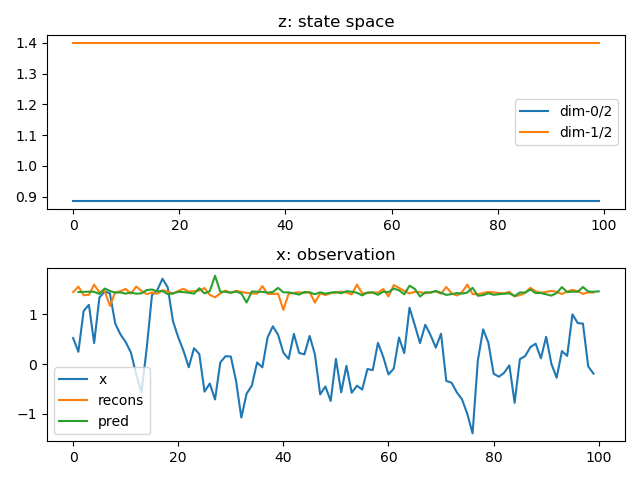 z: state space
1.4
1.3
1.2
1.1
1.0
0.9
dim-0/2
dim-1/2
0 20 40 60 80 100
x: observation
1
0
−1
x
recons
pred
0 20 40 60 80 100